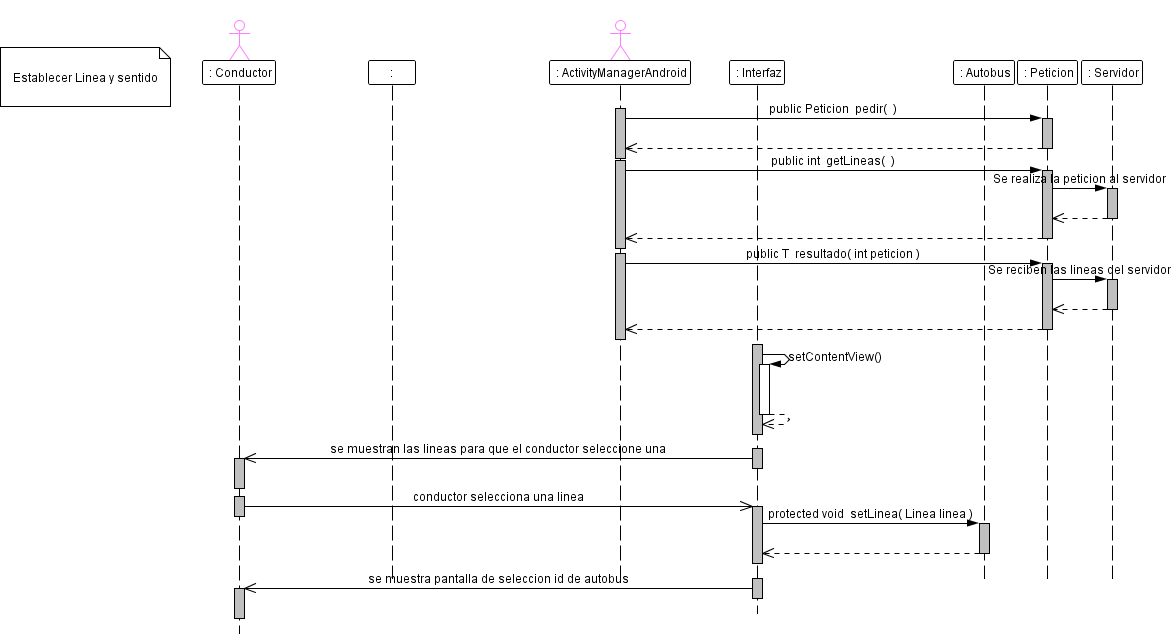 Establecer Linea y sentido
: Conductor
:
: ActivityManagerAndroid
: Interfaz
: Autobus
: Peticion
: Servidor
public Peticion pedir( )
public int getLineas( )
Se realiza la peticion al servidor
public T resultado( int peticion )
Se reciben las lineas del servidor
setContentView()
se muestran las lineas para que el conductor seleccione una
conductor selecciona una linea
protected void setLinea( Linea linea )
se muestra pantalla de seleccion id de autobus